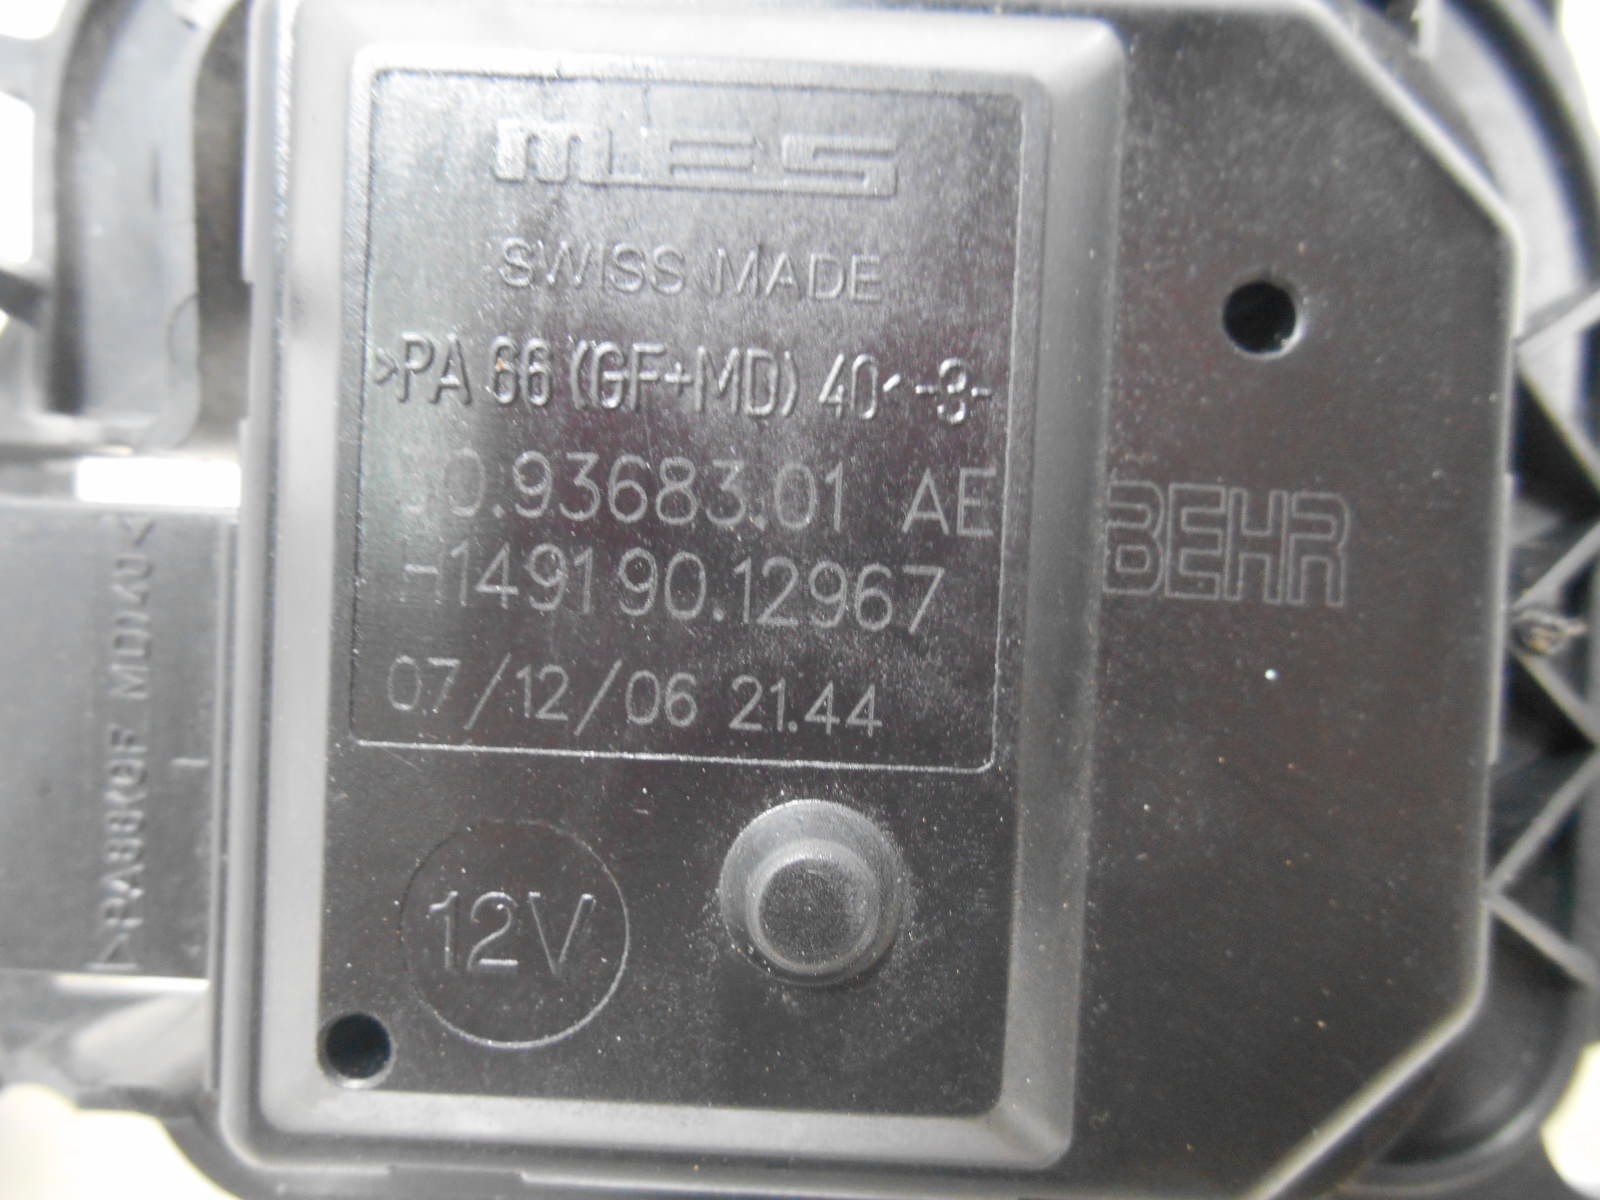 MES
SWISS MADE
>PA 66 (GF+MD) 40< -3-
0.93683.01 AE
149190.12967
07/12/06 21.44
12V
BEHR